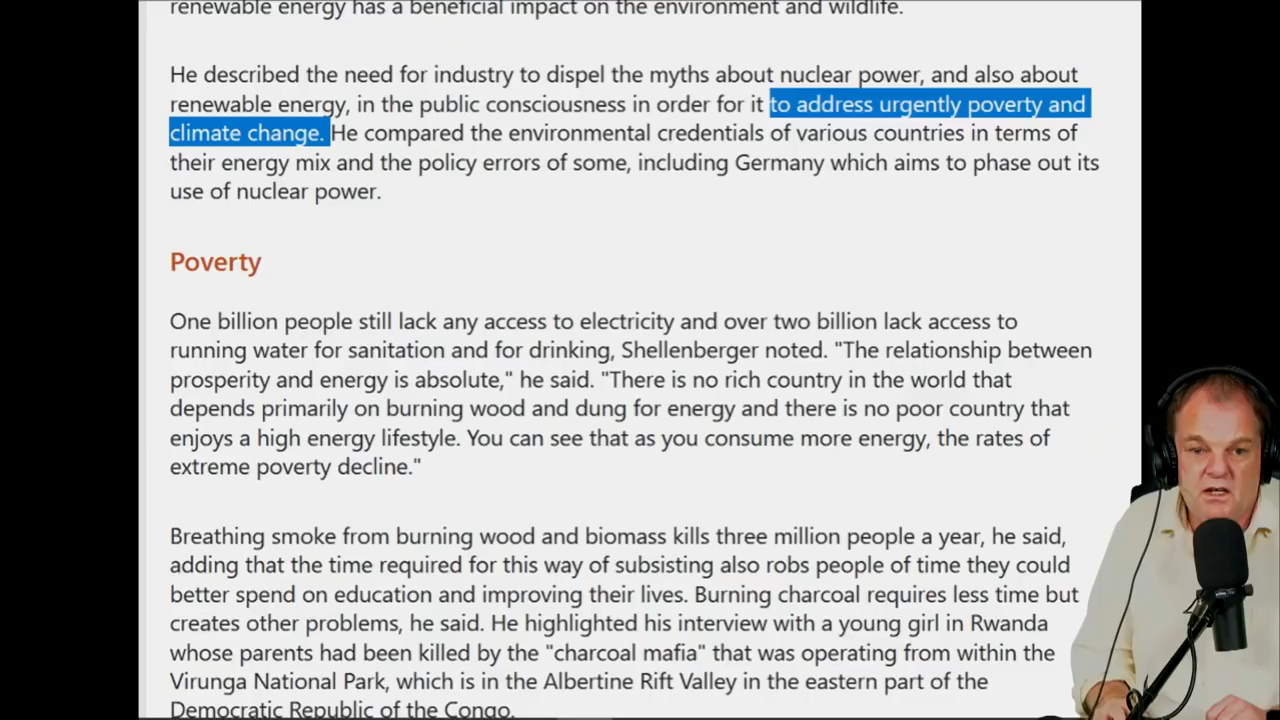 renewable energy has a beneficial impact on the environment and wildlife.
He described the need for industry to dispel the myths about nuclear power, and also about
renewable energy, in the public consciousness in order for it to address urgently poverty and
climate change. He compared the environmental credentials of various countries in terms of
their energy mix and the policy errors of some, including Germany which aims to phase out its
use of nuclear power.
Poverty
One billion people still lack any access to electricity and over two billion lack access to
running water for sanitation and for drinking, Shellenberger noted. "The relationship between
prosperity and energy is absolute," he said. "There is no rich country in the world that
depends primarily on burning wood and dung for energy and there is no poor country that
enjoys a high energy lifestyle. You can see that as you consume more energy, the rates of
extreme poverty decline."
Breathing smoke from burning wood and biomass kills three million people a year, he said,
adding that the time required for this way of subsisting also robs people of time they could
better spend on education and improving their lives. Burning charcoal requires less time but
creates other problems, he said. He highlighted his interview with a young girl in Rwanda
whose parents had been killed by the "charcoal mafia" that was operating from within the
Virunga National Park, which is in the Albertine Rift Valley in the eastern part of the
Democratic Republic of the Congo.